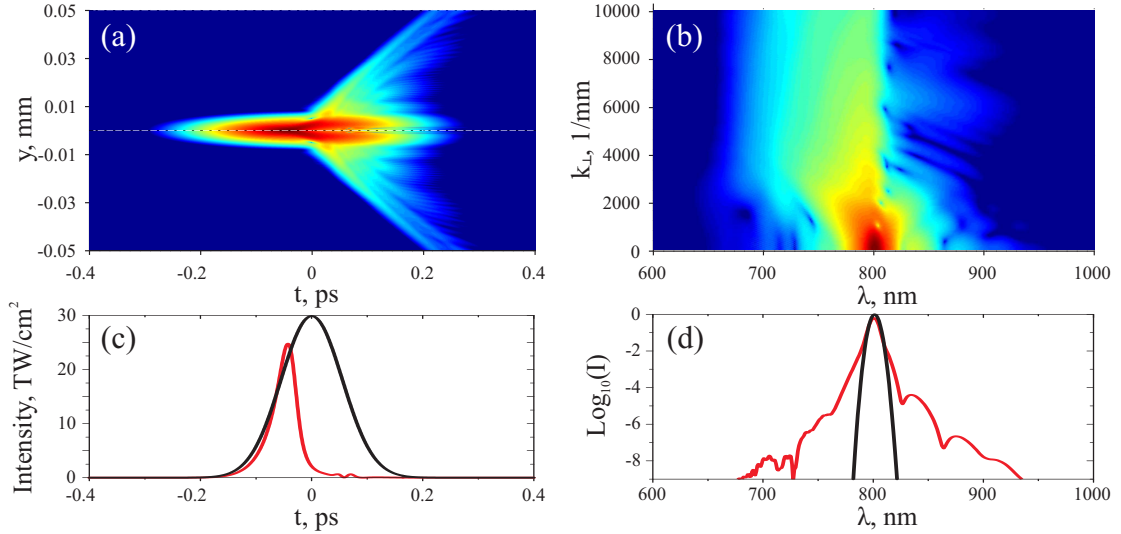 (a)
y, mm
0.05
0.03
0.01
-0.01
-0.03
-0.05
-0.4 -0.2 0 0.2 0.4
t, ps
(b)
k⊥, 1/mm
10000
8000
6000
4000
2000
0
600 700 800 900 1000
λ, nm
(c)
Intensity, TW/cm²
30
20
10
0
-0.4 -0.2 0 0.2 0.4
t, ps
(d)
Log₁₀(I)
0
-2
-4
-6
-8
600 700 800 900 1000
λ, nm